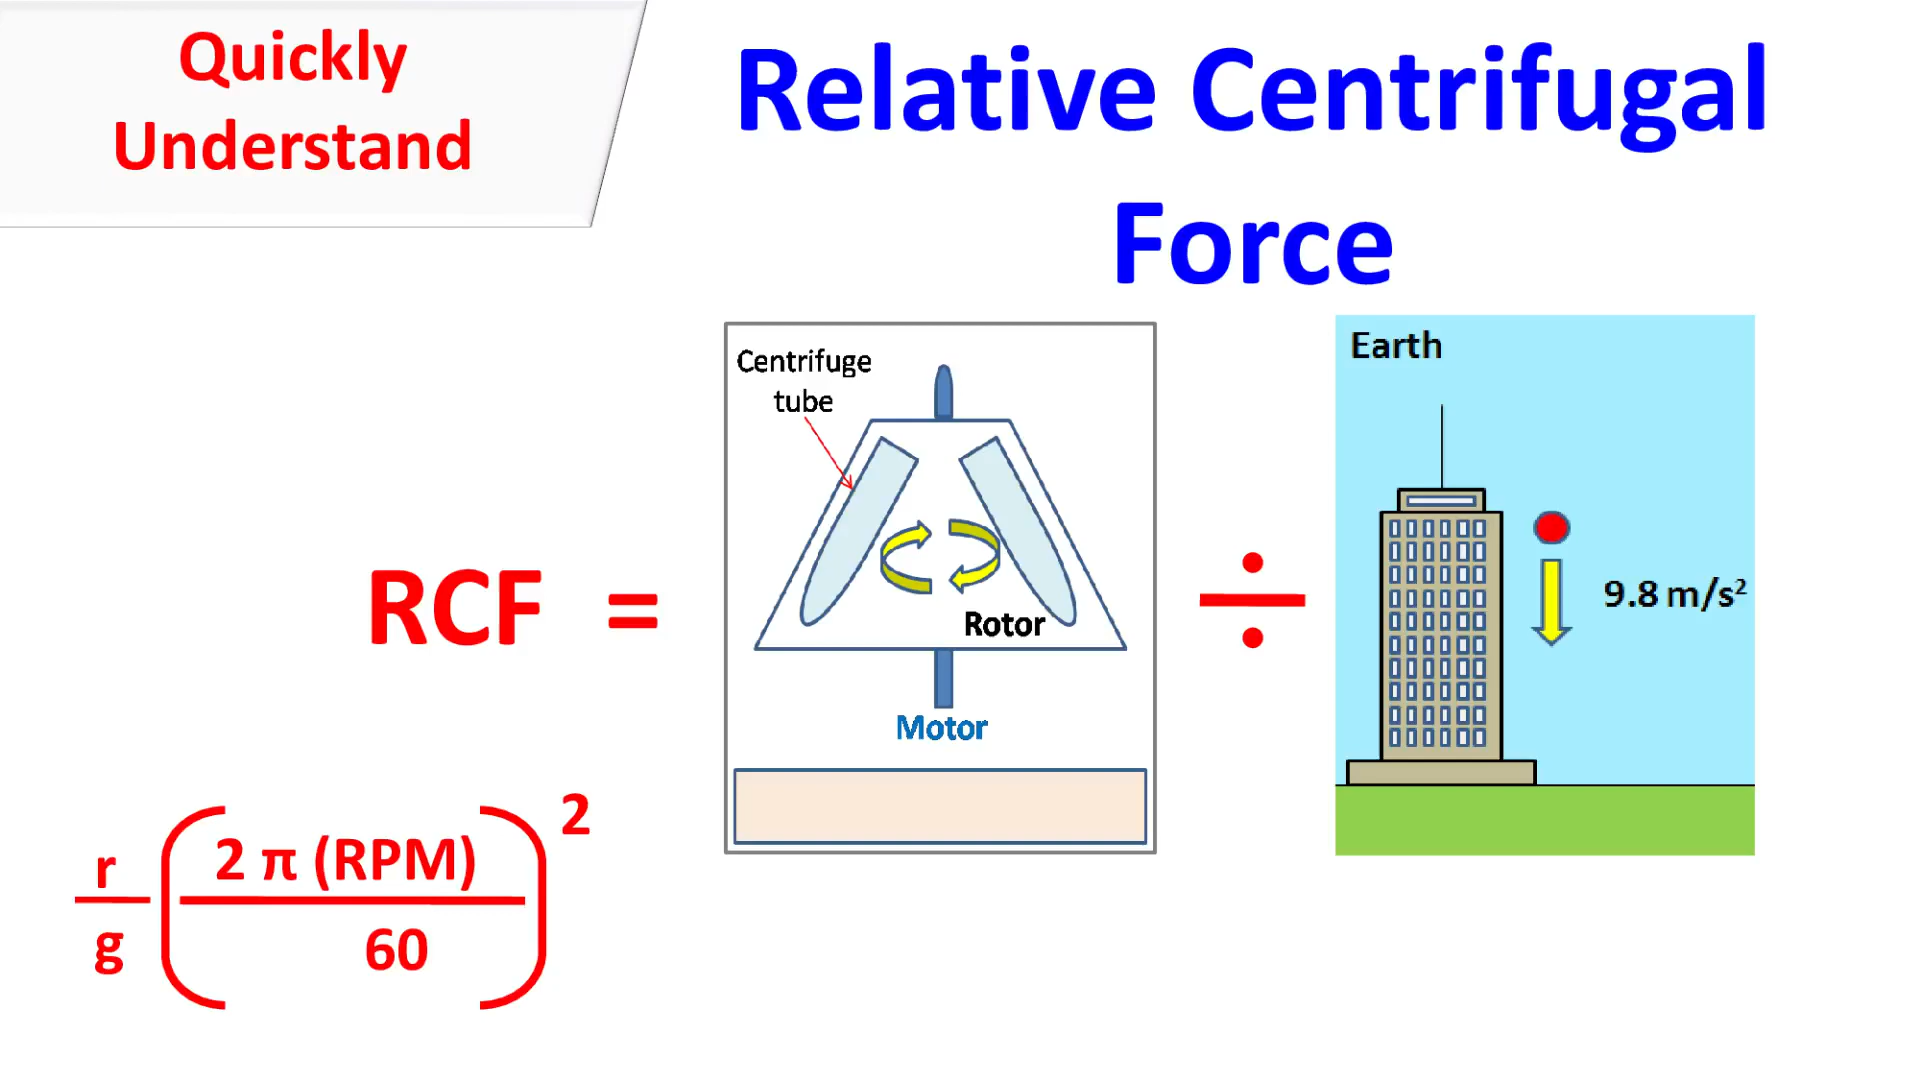 Quickly
Understand
Relative Centrifugal
Force
RCF =
Centrifuge
tube
Rotor
Motor
÷
Earth
9.8 m/s²
r
g
2 π (RPM)
60
2